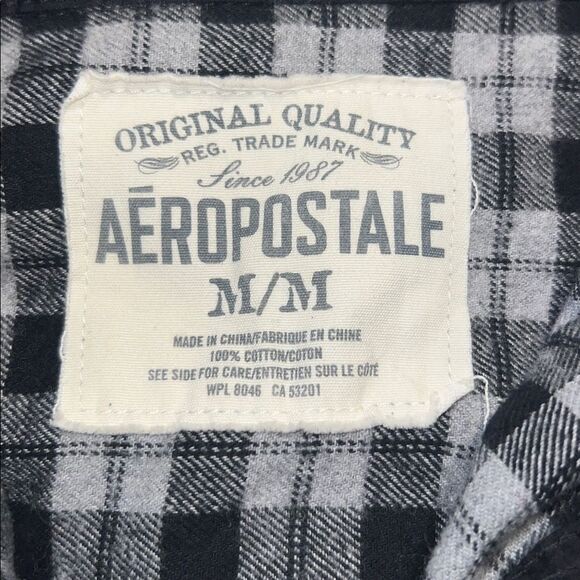 ORIGINAL QUALITY
REG. TRADE MARK
Since 1987
AÉROPOSTALE
M/M
MADE IN CHINA/FABRIQUE EN CHINE
100% COTTON/COTON
SEE SIDE FOR CARE/ENTRETIEN SUR LE CÔTÉ
WPL 8046 CA 53201